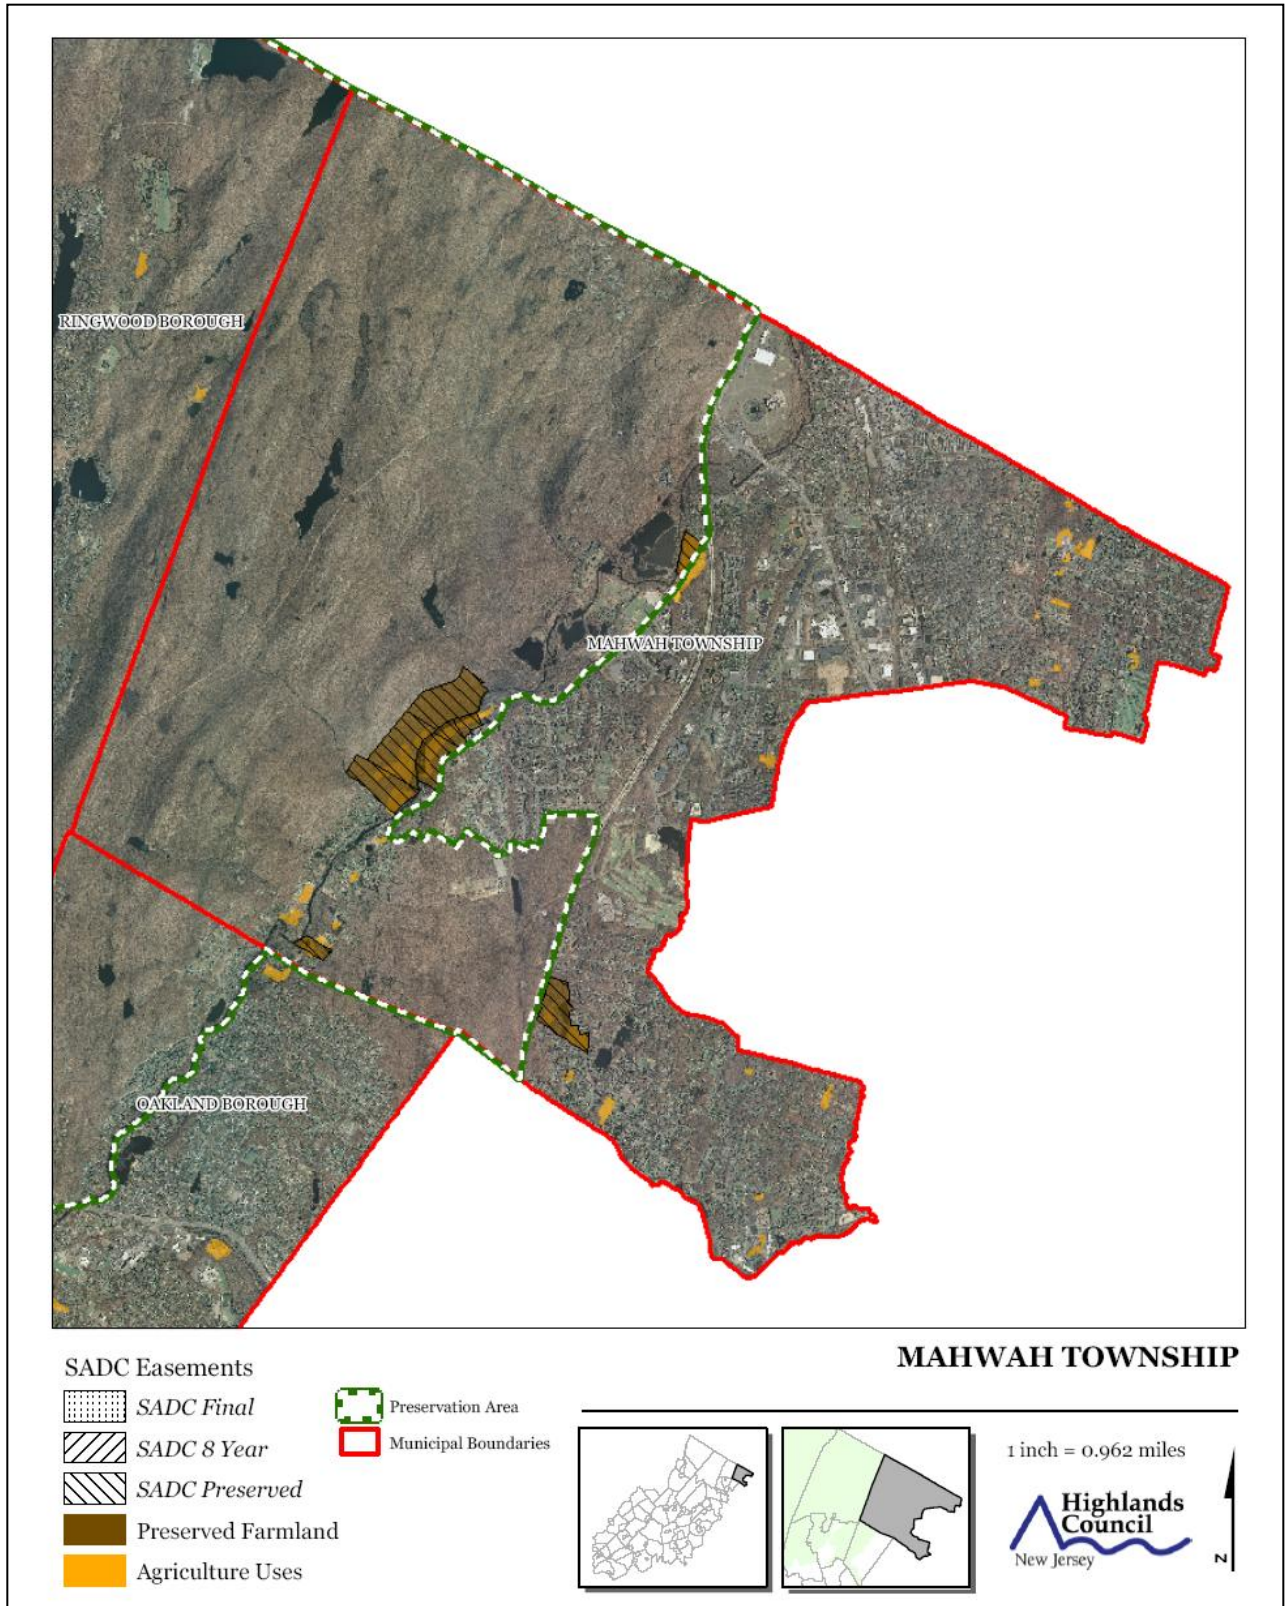 RINGWOOD BOROUGH
MAHWAH TOWNSHIP
OAKLAND BOROUGH
MAHWAH TOWNSHIP
SADC Easements
SADC Final
SADC 8 Year
SADC Preserved
Preserved Farmland
Agriculture Uses
Preservation Area
Municipal Boundaries
1 inch = 0.962 miles
Highlands
Council
New Jersey
N